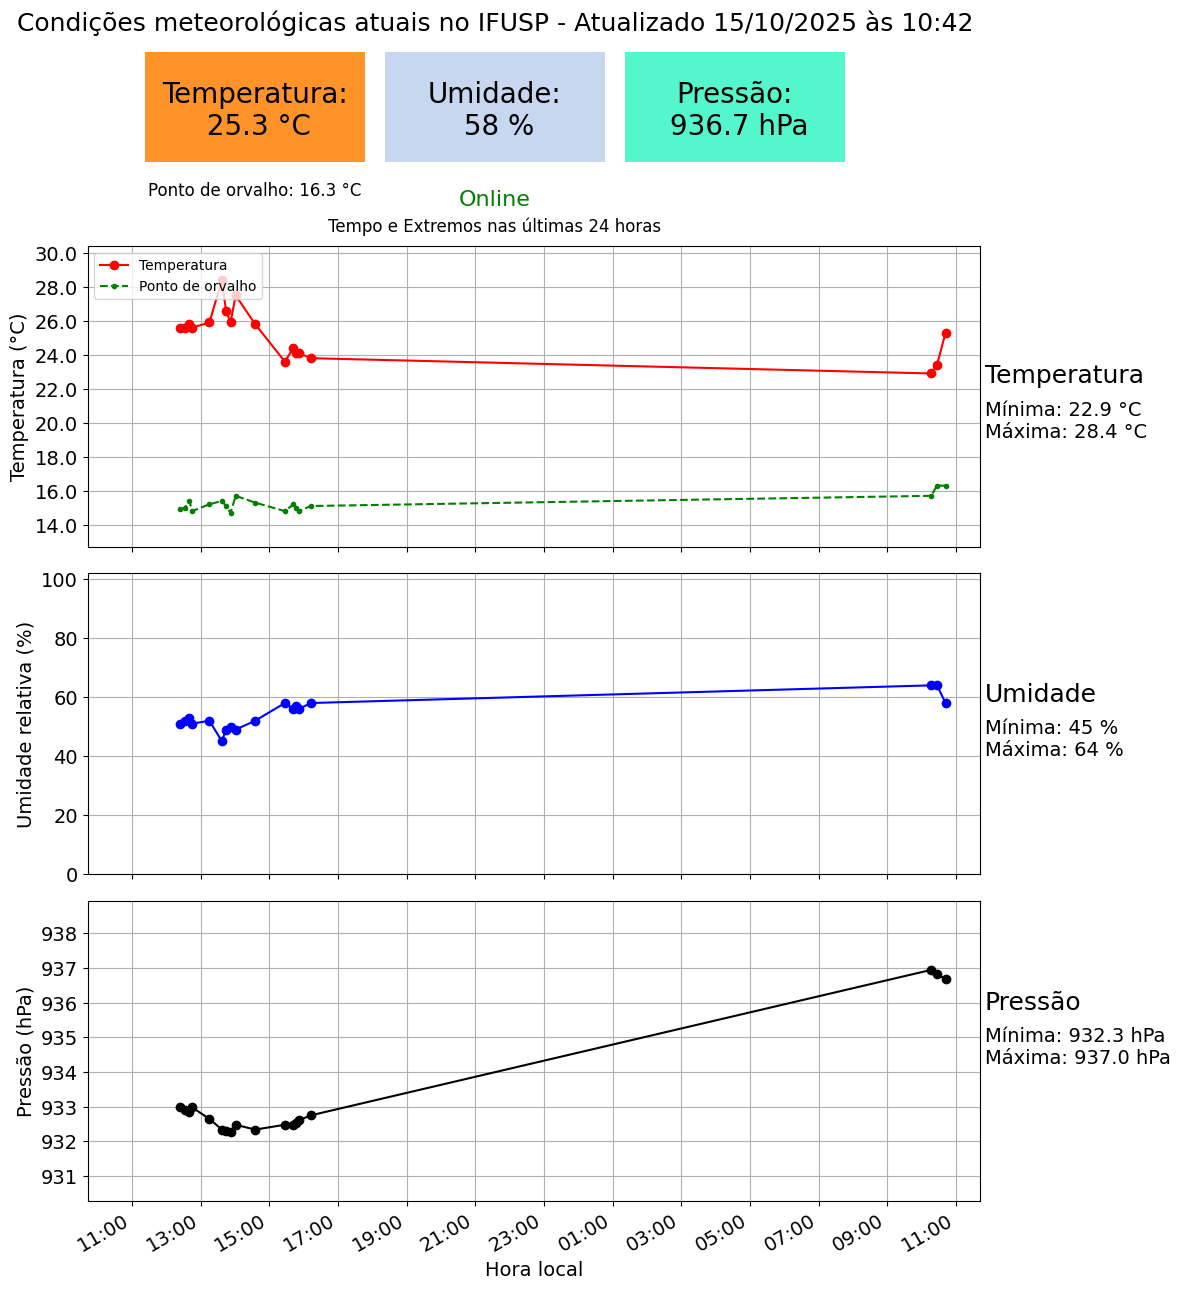 Condições meteorológicas atuais no IFUSP - Atualizado 15/10/2025 às 10:42
Temperatura:
25.3 °C
Umidade:
58 %
Pressão:
936.7 hPa
Ponto de orvalho: 16.3 °C
Online
Tempo e Extremos nas últimas 24 horas
Temperatura (°C)
30.0
28.0
26.0
24.0
22.0
20.0
18.0
16.0
14.0
Temperatura
Ponto de orvalho
Temperatura
Mínima: 22.9 °C
Máxima: 28.4 °C
Umidade relativa (%)
100
80
60
40
20
0
Umidade
Mínima: 45 %
Máxima: 64 %
Pressão (hPa)
938
937
936
935
934
933
932
931
Pressão
Mínima: 932.3 hPa
Máxima: 937.0 hPa
11:00
13:00
15:00
17:00
19:00
21:00
23:00
01:00
03:00
05:00
07:00
09:00
11:00
Hora local